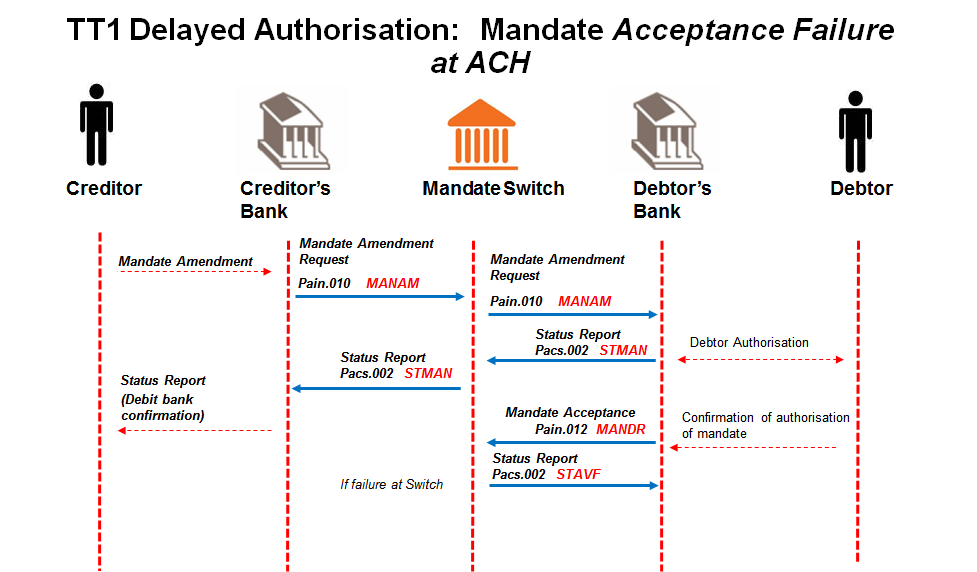 TT1 Delayed Authorisation: Mandate Acceptance Failure
at ACH
Creditor
Creditor's
Bank
Mandate Switch
Debtor's
Bank
Debtor
Mandate Amendment
Mandate Amendment
Request
Pain.010 MANAM
Mandate Amendment
Request
Pain.010 MANAM
Status Report
Pacs.002 STMAN
Debtor Authorisation
Status Report
Pacs.002 STMAN
Status Report
(Debit bank
confirmation)
Mandate Acceptance
Pain.012 MANDR
Confirmation of authorisation
of mandate
Status Report
Pacs.002 STAVF
If failure at Switch